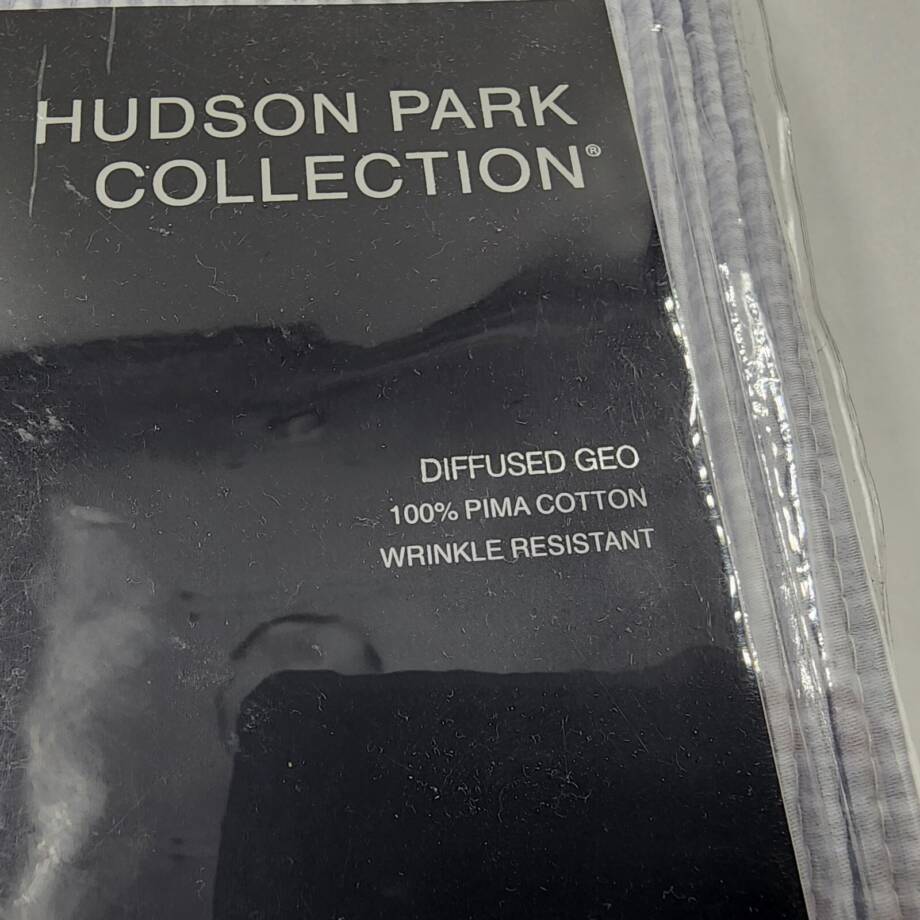 HUDSON PARK
COLLECTION®
DIFFUSED GEO
100% PIMA COTTON
WRINKLE RESISTANT